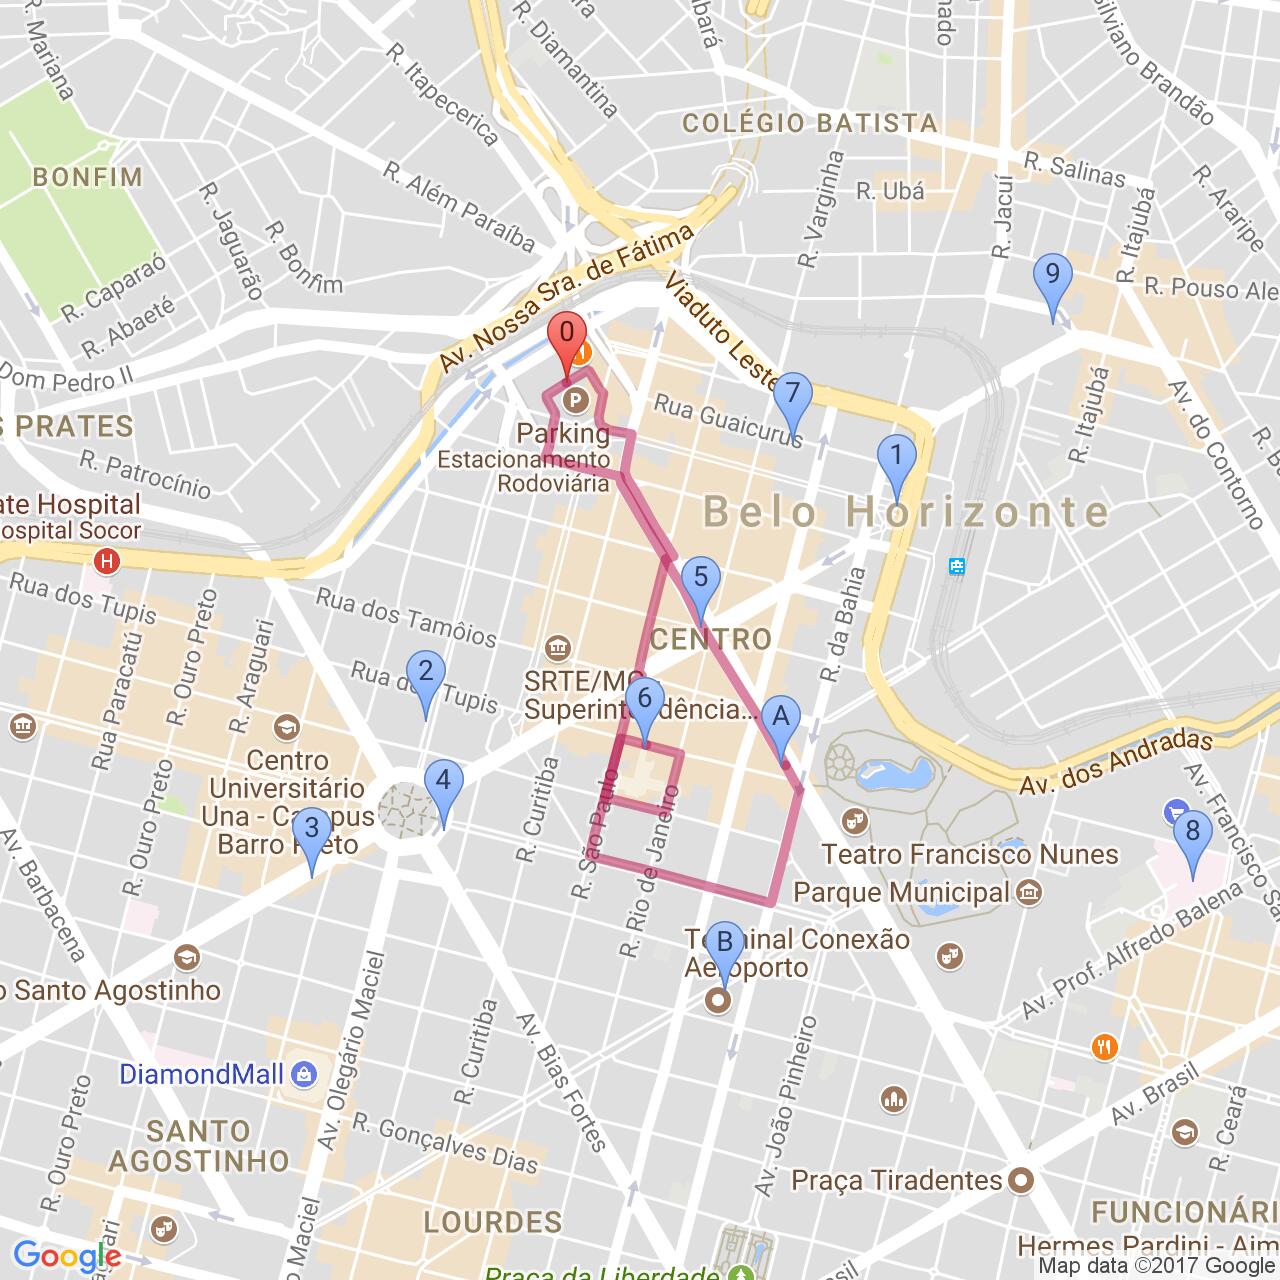 R. Mariana
R. Itapecerica
R. Diamantina
COLÉGIO BATISTA
Silviano Brandão
BONFIM
R. Além Paraíba
R. Varginha
R. Ubá
R. Salinas
R. Jacuí
R. Itajubá
R. Araripe
R. Jaguarão
R. Bonfim
R. Caparaó
R. Abaeté
Av. Nossa Sra. de Fátima
Viaduto Leste
9
R. Pouso Ale
0
Dom Pedro II
S PRATES
R. Patrocínio
P
Parking
Estacionamento
Rodoviária
Rua Guaicurus
7
1
R. Itajubá
Av. do Contorno
ate Hospital
ospital Socor
H
Belo Horizonte
Rua dos Tupis
Rua dos Tamôios
5
CENTRO
R. da Bahia
Rua Paracatú
R. Ouro Preto
R. Araguari
2
SRTE/MG
Superintendência...
6
A
Centro
Universitário
Una - Campus
Barro Preto
3
4
R. Curitiba
R. São Paulo
R. Rio de Janeiro
Av. dos Andradas
Av. Francisco Sa
8
Teatro Francisco Nunes
Parque Municipal
R. Ouro Preto
Av. Barbacena
B
Terminal Conexão
Aeroporto
Av. Prof. Alfredo Balena
o Santo Agostinho
Av. Olegário Maciel
R. Curitiba
Av. Bias Fortes
Av. João Pinheiro
DiamondMall
R. Ouro Preto
SANTO
AGOSTINHO
R. Gonçalves Dias
Av. Brasil
R. Ceará
Praça Tiradentes
LOURDES
FUNCIONÁRI
Hermes Pardini - Aim
Praça da Liberdade
Google
Map data ©2017 Google